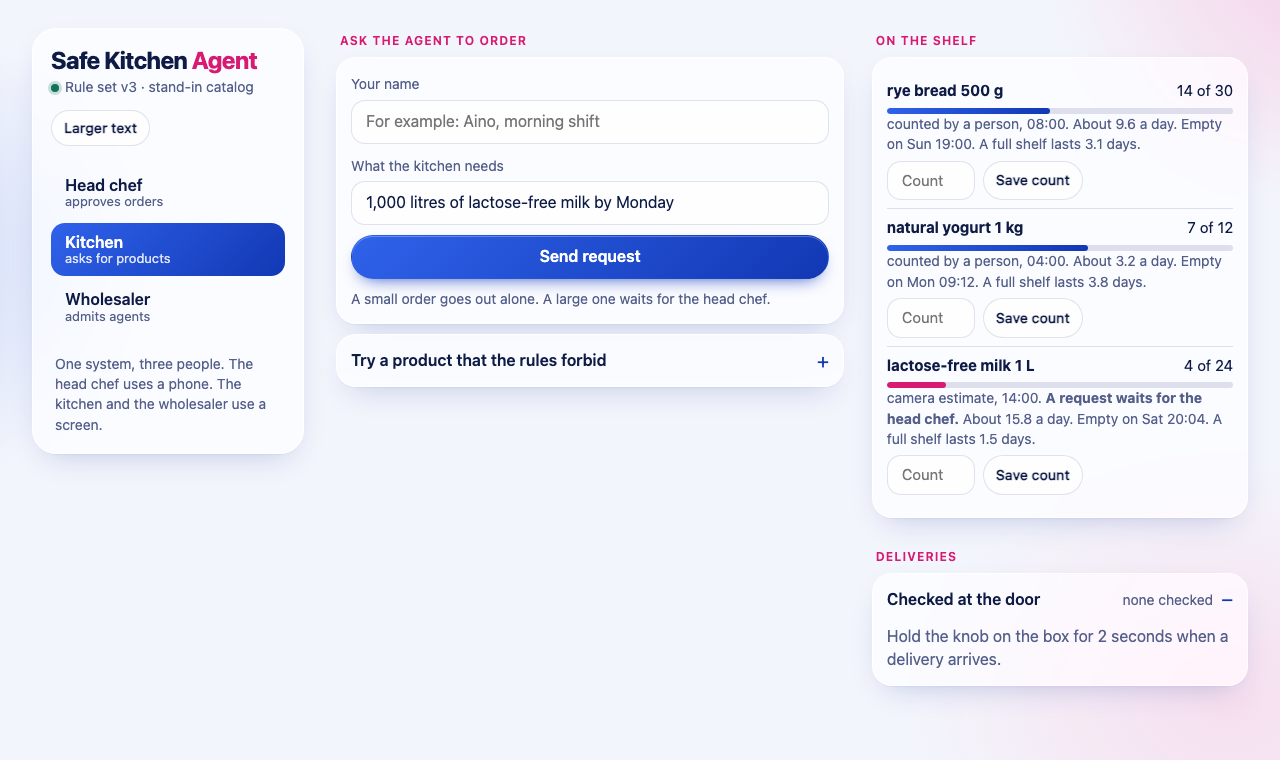 Safe Kitchen Agent
Rule set v3 · stand-in catalog
Larger text
Head chef
approves orders
Kitchen
asks for products
Wholesaler
admits agents
One system, three people. The
head chef uses a phone. The
kitchen and the wholesaler use a
screen.
ASK THE AGENT TO ORDER
Your name
For example: Aino, morning shift
What the kitchen needs
1,000 litres of lactose-free milk by Monday
Send request
A small order goes out alone. A large one waits for the head chef.
Try a product that the rules forbid +
ON THE SHELF
rye bread 500 g 14 of 30
counted by a person, 08:00. About 9.6 a day. Empty
on Sun 19:00. A full shelf lasts 3.1 days.
Count Save count
natural yogurt 1 kg 7 of 12
counted by a person, 04:00. About 3.2 a day. Empty
on Mon 09:12. A full shelf lasts 3.8 days.
Count Save count
lactose-free milk 1 L 4 of 24
camera estimate, 14:00. A request waits for the
head chef. About 15.8 a day. Empty on Sat 20:04. A
full shelf lasts 1.5 days.
Count Save count
DELIVERIES
Checked at the door none checked −
Hold the knob on the box for 2 seconds when a
delivery arrives.